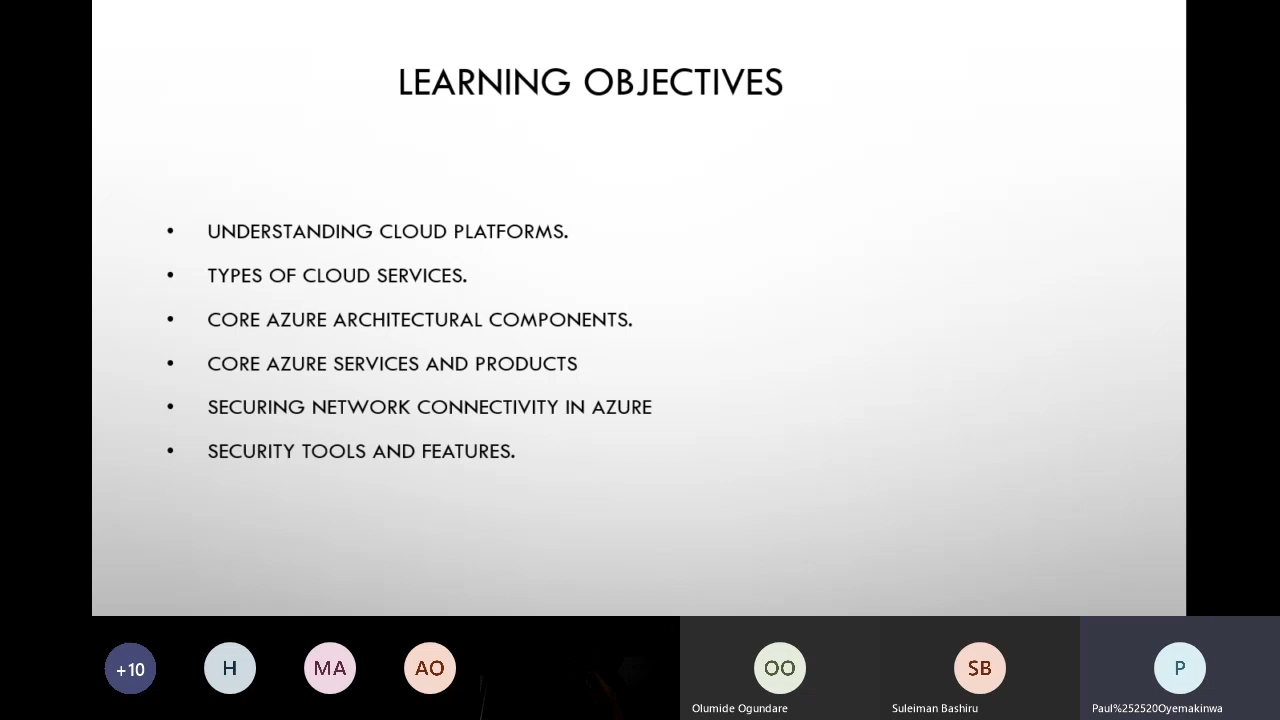 LEARNING OBJECTIVES
• UNDERSTANDING CLOUD PLATFORMS.
• TYPES OF CLOUD SERVICES.
• CORE AZURE ARCHITECTURAL COMPONENTS.
• CORE AZURE SERVICES AND PRODUCTS
• SECURING NETWORK CONNECTIVITY IN AZURE
• SECURITY TOOLS AND FEATURES.
+10
H
MA
AO
OO
SB
P
Olumide Ogundare
Suleiman Bashiru
Paul%252520Oyemakinwa